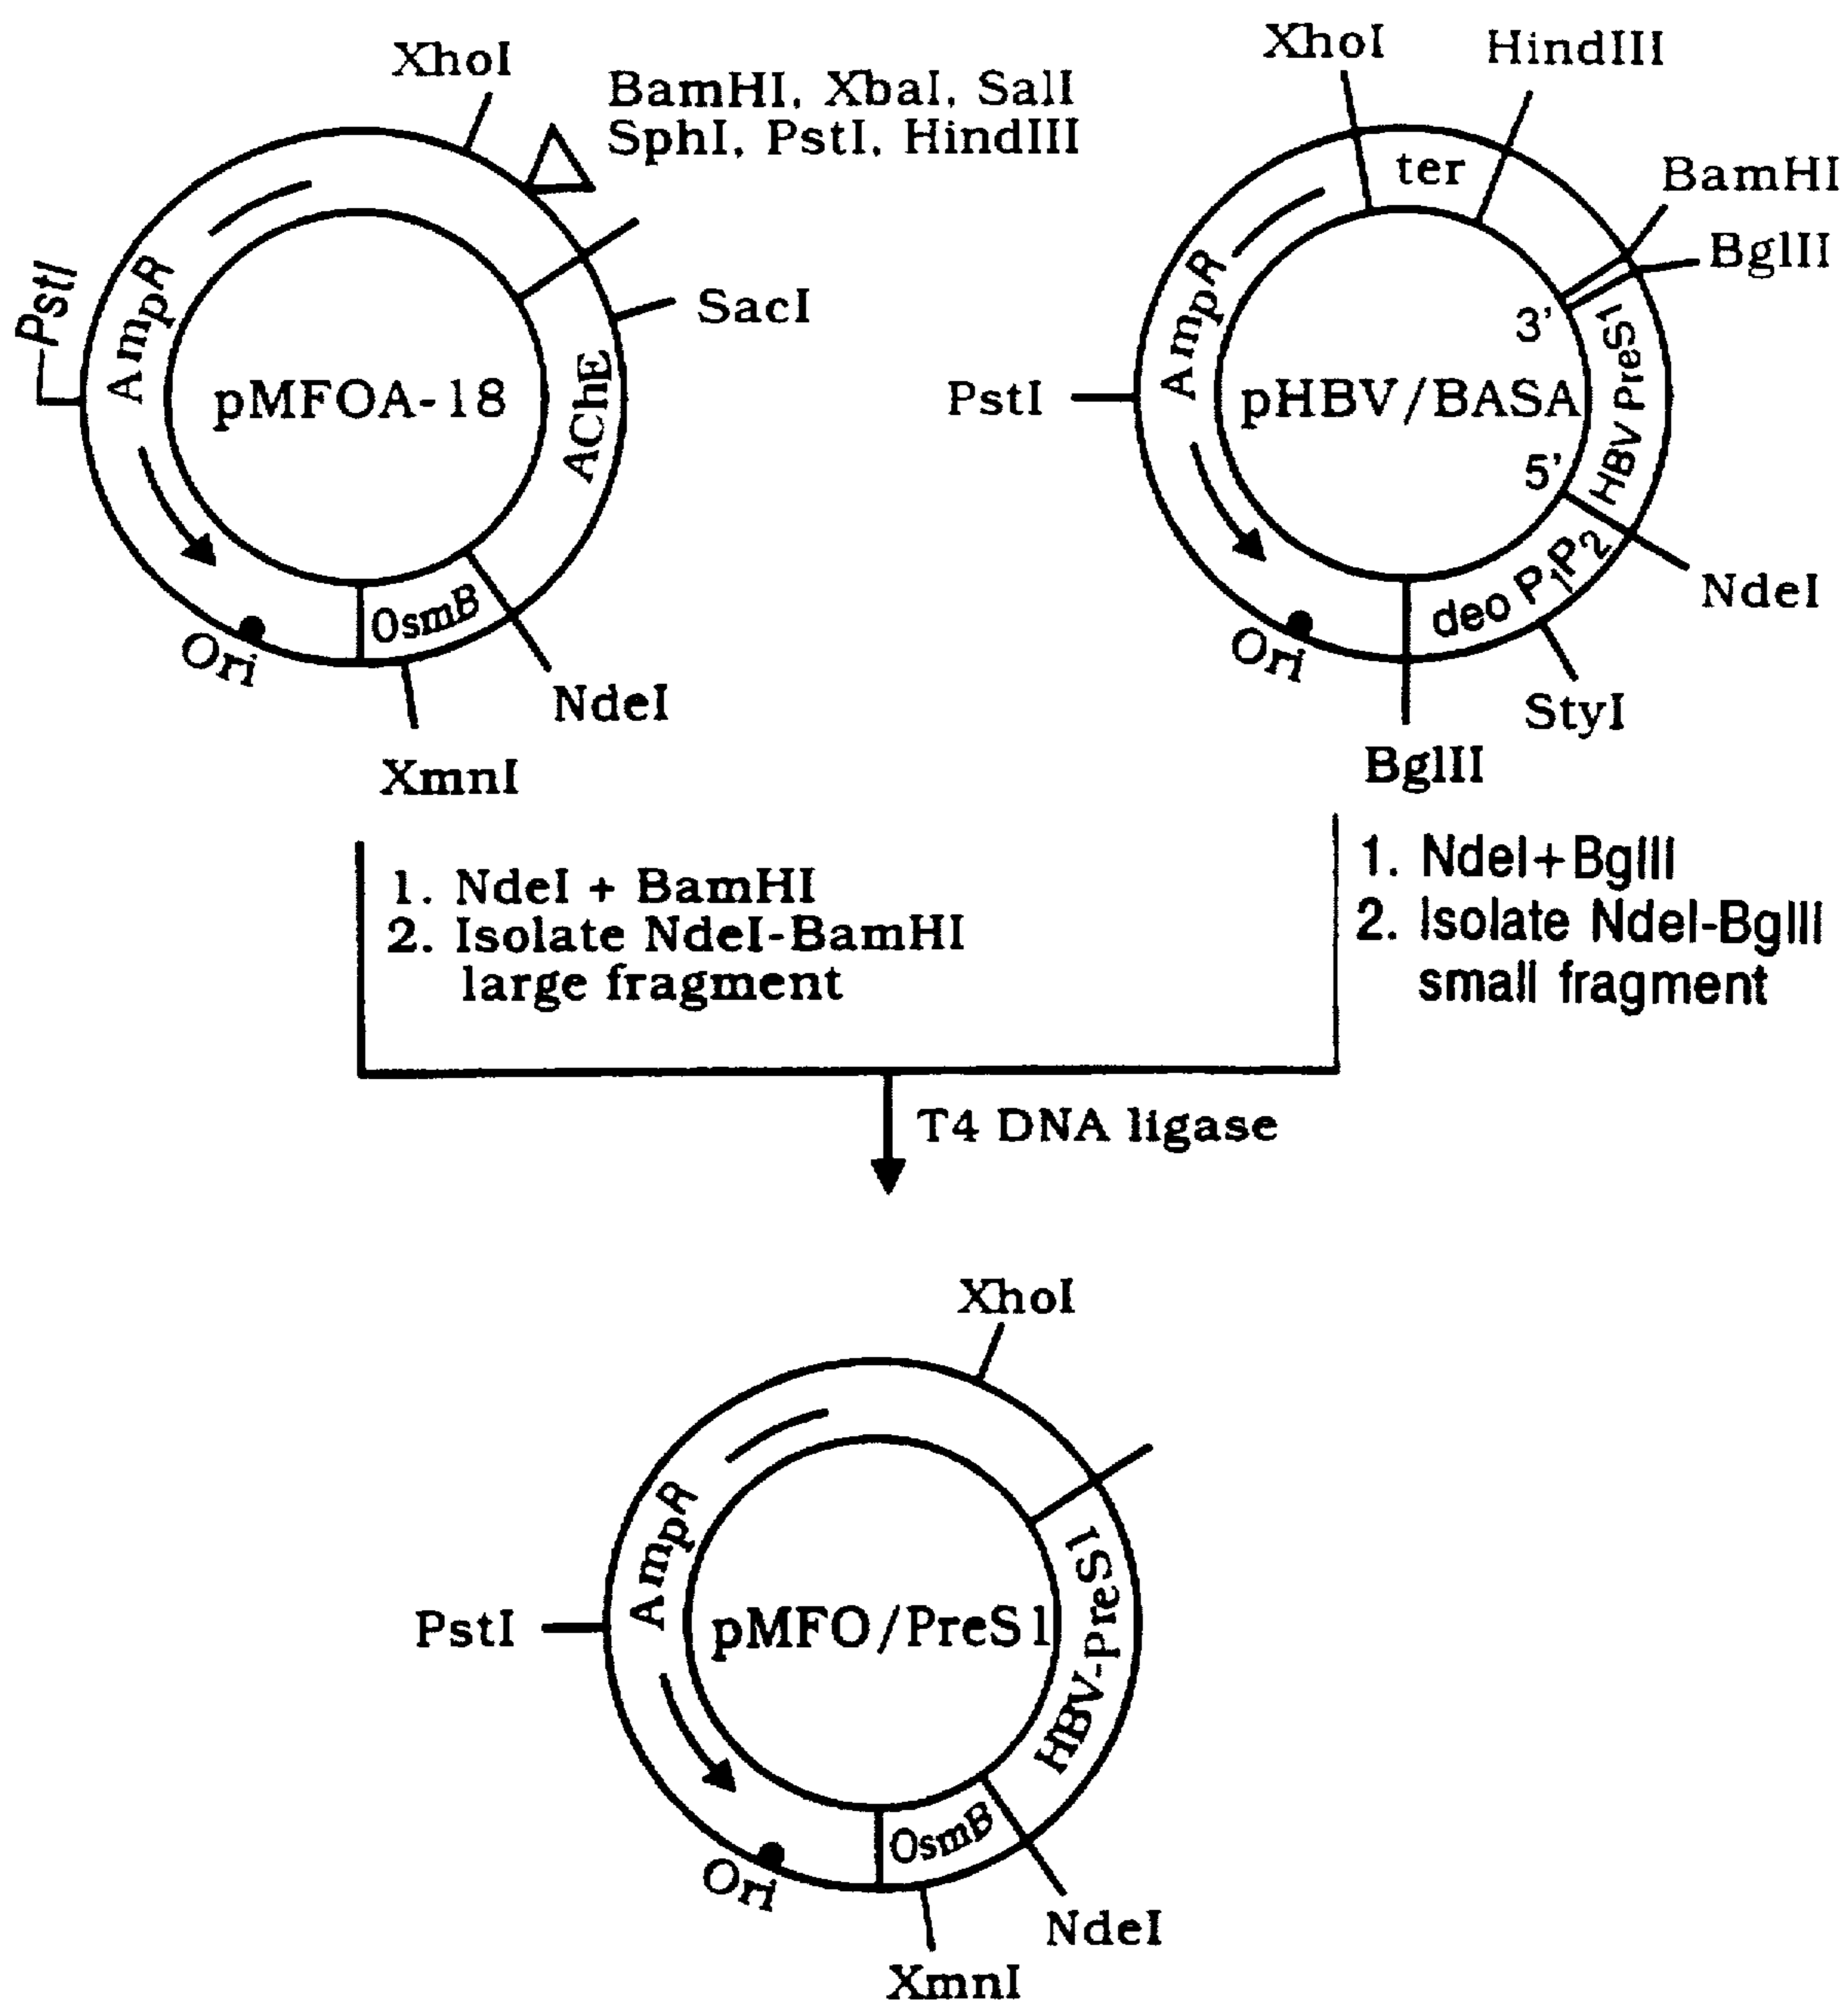 XhoI
BamHI, XbaI, SalI
SphI, PstI, HindIII
PstI
AmpR
SacI
pMFOA-18
AChE
OsmB
Ori
NdeI
XmnI
XhoI
HindIII
ter
BamHI
BglII
AmpR
3'
HBV PreS1
PstI
pHBV/BASA
5'
deo P1P2
NdeI
Ori
StyI
BglII
1. NdeI + BamHI
2. Isolate NdeI-BamHI
large fragment
1. NdeI+BglII
2. Isolate NdeI-BglII
small fragment
T4 DNA ligase
XhoI
AmpR
PstI
pMFO/PreS1
HBV-preS1
OsmB
Ori
NdeI
XmnI